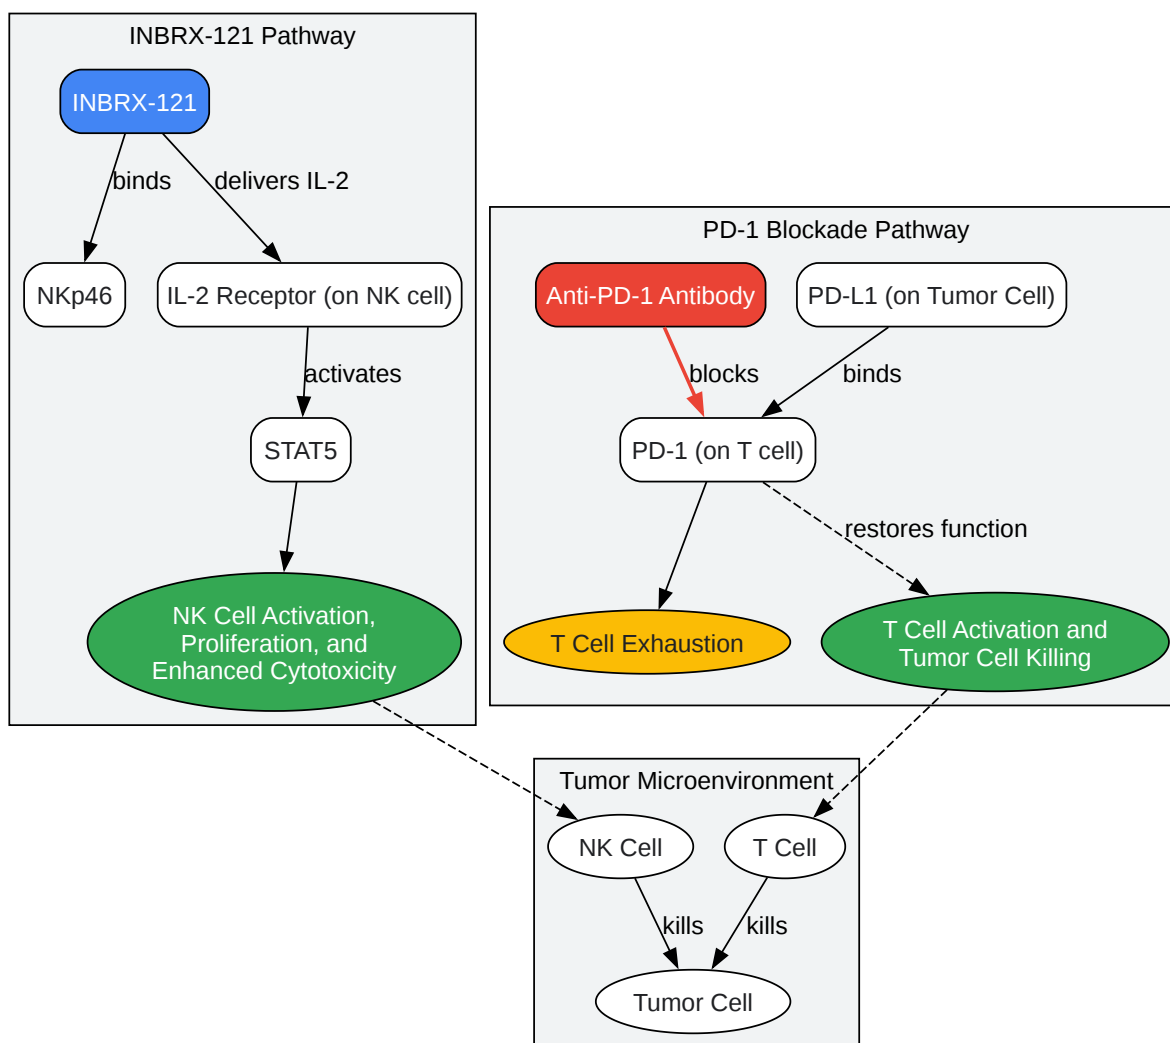 INBRX-121 Pathway
INBRX-121
binds
delivers IL-2
NKp46
IL-2 Receptor (on NK cell)
activates
STAT5
NK Cell Activation,
Proliferation, and
Enhanced Cytotoxicity
PD-1 Blockade Pathway
Anti-PD-1 Antibody
PD-L1 (on Tumor Cell)
blocks
binds
PD-1 (on T cell)
restores function
T Cell Exhaustion
T Cell Activation and
Tumor Cell Killing
Tumor Microenvironment
NK Cell
T Cell
kills
kills
Tumor Cell